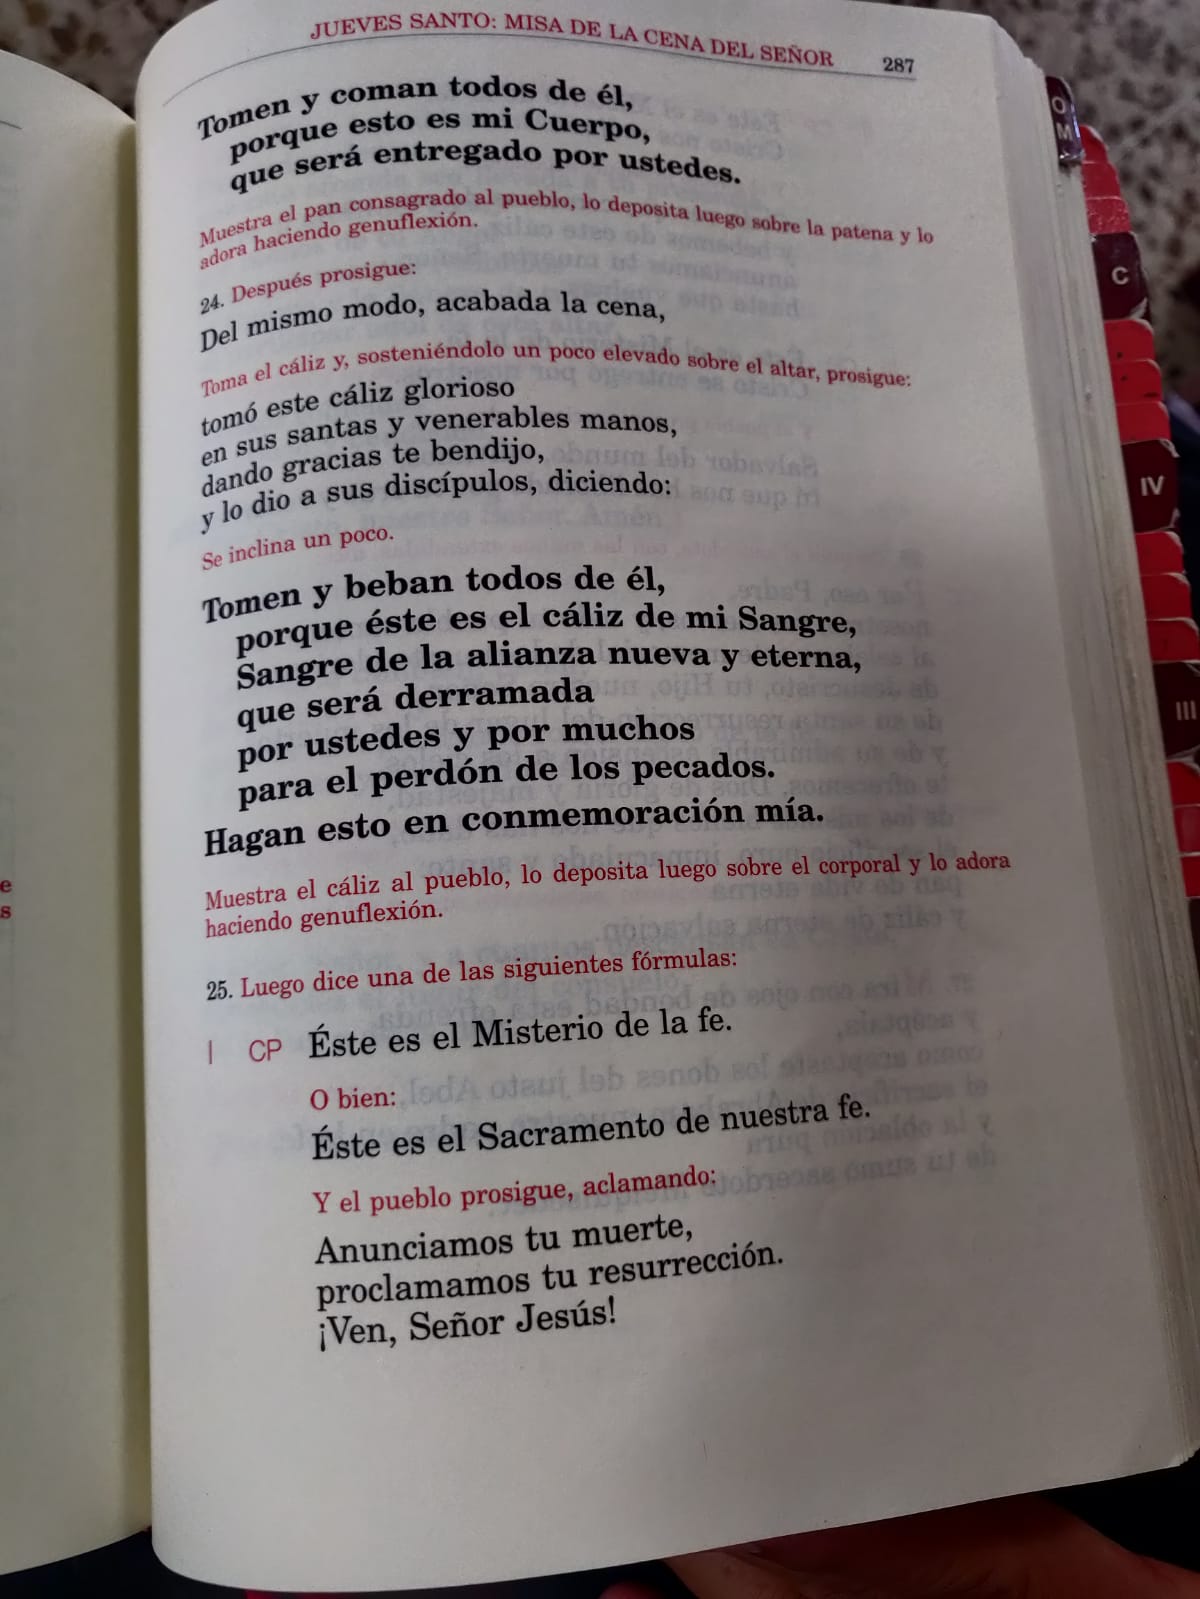 JUEVES SANTO: MISA DE LA CENA DEL SEÑOR 287
Tomen y coman todos de él,
porque esto es mi Cuerpo,
que será entregado por ustedes.
Muestra el pan consagrado al pueblo, lo deposita luego sobre la patena y lo
adora haciendo genuflexión.
24. Después prosigue:
Del mismo modo, acabada la cena,
Toma el cáliz y, sosteniéndolo un poco elevado sobre el altar, prosigue:
tomó este cáliz glorioso
en sus santas y venerables manos,
dando gracias te bendijo,
y lo dio a sus discípulos, diciendo:
Se inclina un poco.
Tomen y beban todos de él,
porque éste es el cáliz de mi Sangre,
Sangre de la alianza nueva y eterna,
que será derramada
por ustedes y por muchos
para el perdón de los pecados.
Hagan esto en conmemoración mía.
Muestra el cáliz al pueblo, lo deposita luego sobre el corporal y lo adora
haciendo genuflexión.
25. Luego dice una de las siguientes fórmulas:
I CP Éste es el Misterio de la fe.
O bien:
Éste es el Sacramento de nuestra fe.
Y el pueblo prosigue, aclamando:
Anunciamos tu muerte,
proclamamos tu resurrección.
¡Ven, Señor Jesús!
e
s
O
M
C
IV
III